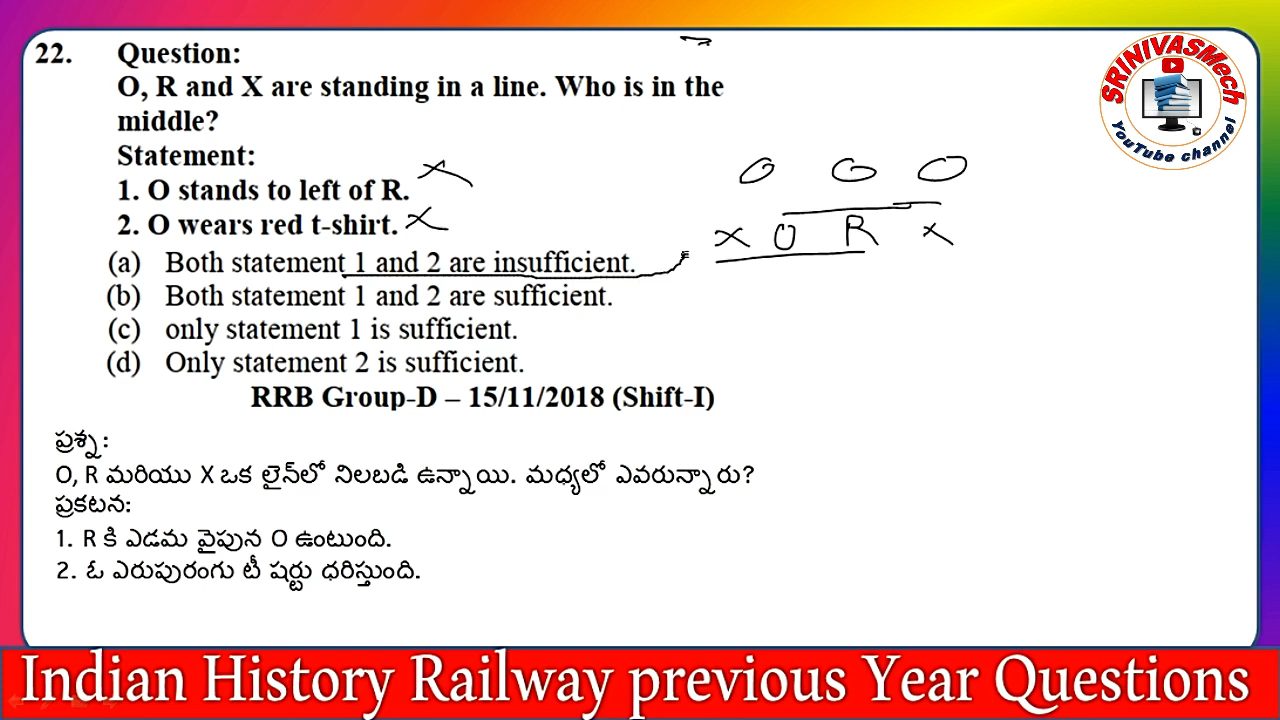 22. Question:
O, R and X are standing in a line. Who is in the
middle?
Statement:
1. O stands to left of R.
2. O wears red t-shirt.
(a) Both statement 1 and 2 are insufficient.
(b) Both statement 1 and 2 are sufficient.
(c) only statement 1 is sufficient.
(d) Only statement 2 is sufficient.
RRB Group-D – 15/11/2018 (Shift-I)
O O O
X O R X
SRINIVASMech
YouTube channel
ప్రశ్న:
O, R మరియు X ఒక లైన్‌లో నిలబడి ఉన్నాయి. మధ్యలో ఎవరున్నారు?
ప్రకటన:
1. R కి ఎడమ వైపున O ఉంటుంది.
2. ఓ ఎరుపురంగు టీ షర్టు ధరిస్తుంది.
Indian History Railway previous Year Questions